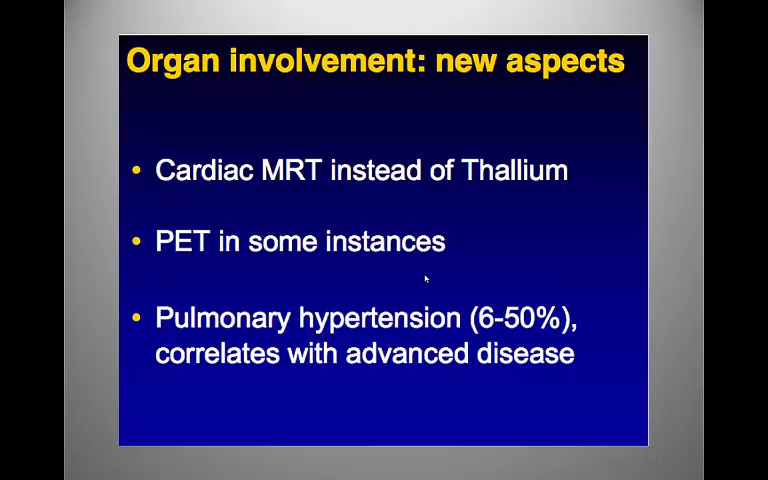 Organ involvement: new aspects
• Cardiac MRT instead of Thallium
• PET in some instances
• Pulmonary hypertension (6-50%),
correlates with advanced disease